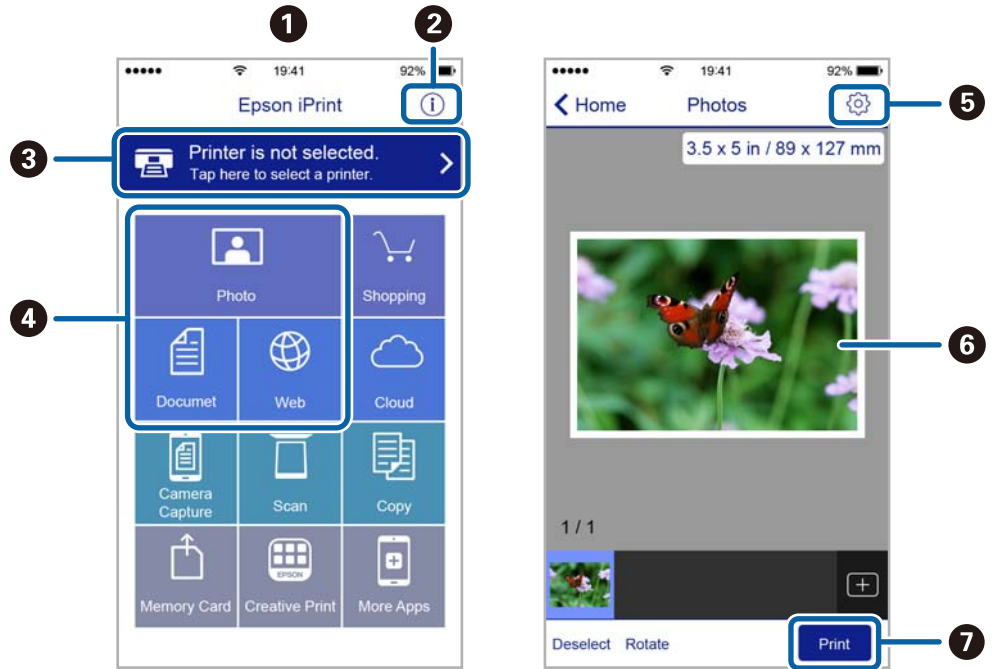 1
2
19:41
92%
Epson iPrint
3
Printer is not selected.
Tap here to select a printer.
4
Photo
Shopping
Documet
Web
Cloud
Camera
Capture
Scan
Copy
EPSON
Memory Card
Creative Print
More Apps
19:41
92%
Home
Photos
5
3.5 x 5 in / 89 x 127 mm
6
1 / 1
Deselect
Rotate
Print
7